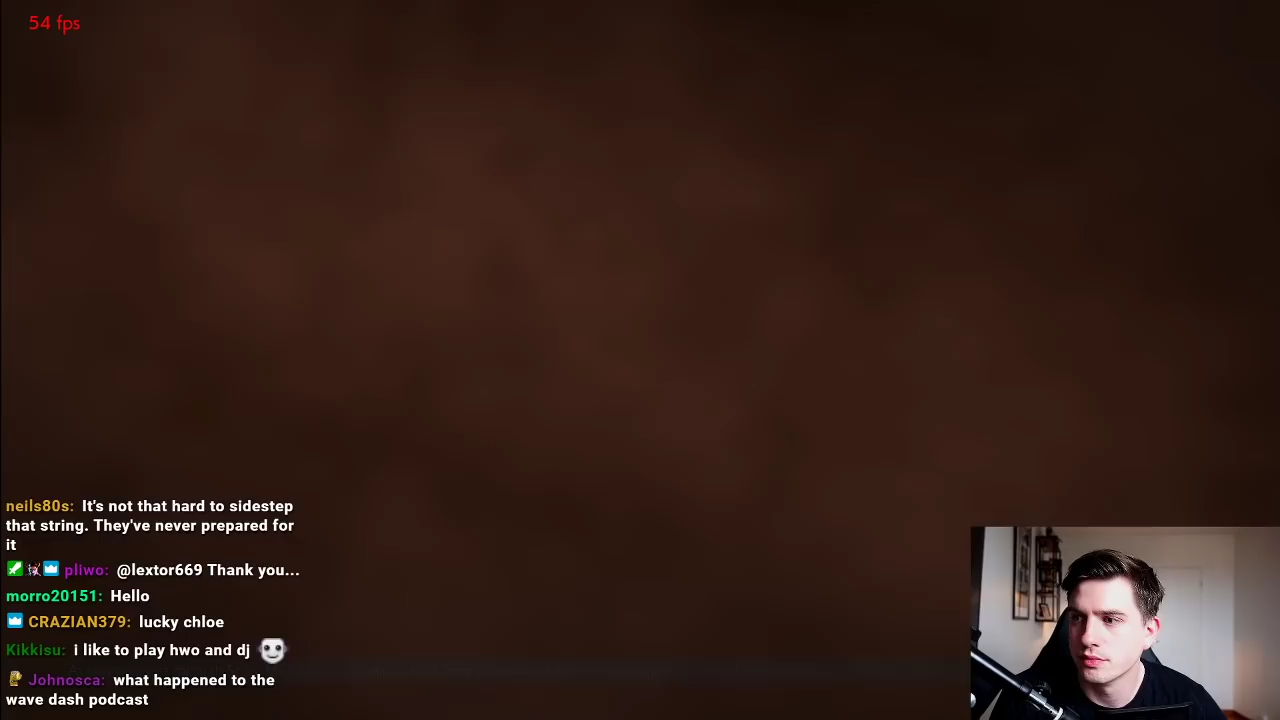 54 fps
neils80s: It's not that hard to sidestep
that string. They've never prepared for
it
pliwo: @lextor669 Thank you...
morro20151: Hello
CRAZIAN379: lucky chloe
Kikkisu: i like to play hwo and dj
Johnosca: what happened to the
wave dash podcast